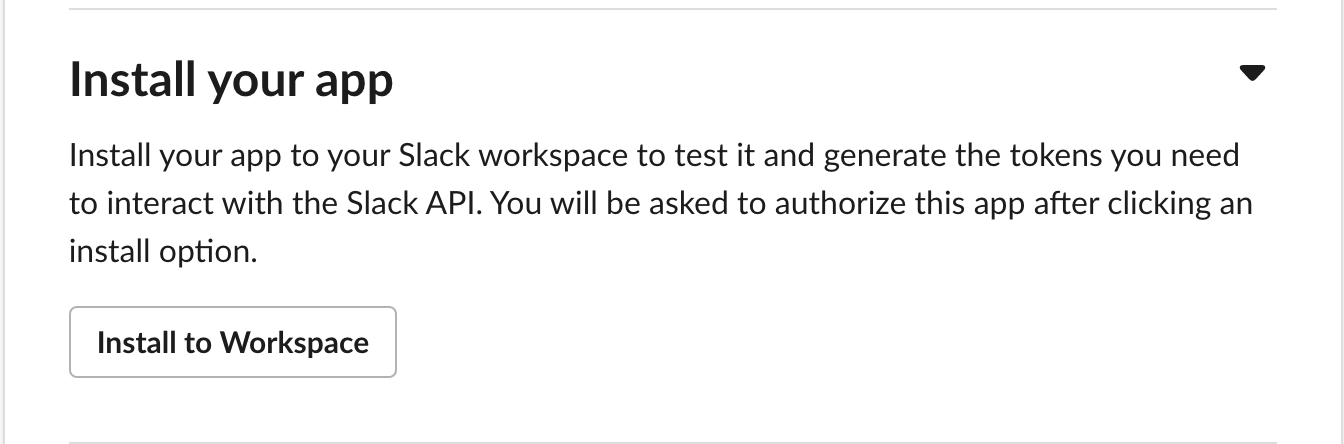 Install your app
Install your app to your Slack workspace to test it and generate the tokens you need
to interact with the Slack API. You will be asked to authorize this app after clicking an
install option.
Install to Workspace